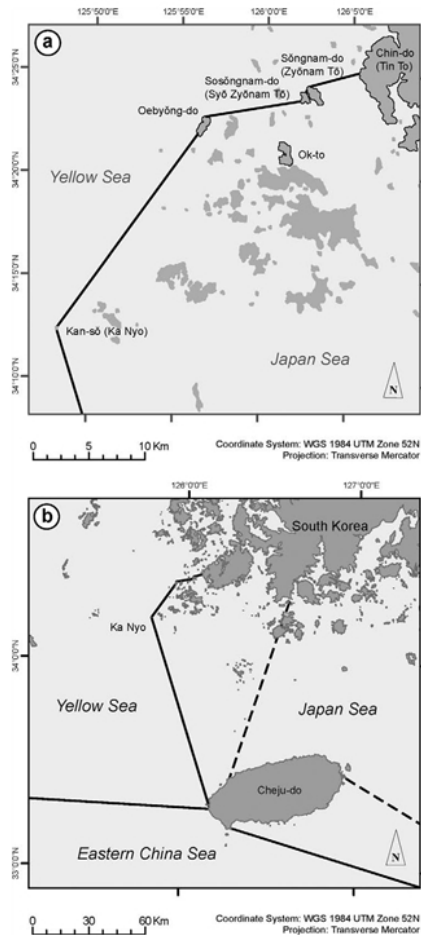 125°50'0"E
125°55'0"E
126°0'0"E
126°5'0"E
a
34°25'0"N
34°20'0"N
34°15'0"N
34°10'0"N
Chin-do
(Tin To)
Sŏngnam-do
(Zyōnam Tō)
Sosŏngnam-do
(Syō Zyōnam Tō)
Oebyŏng-do
Yellow Sea
Ok-to
Kan-sŏ (Ka Nyo)
Japan Sea
N
0 5 10 Km
Coordinate System: WGS 1984 UTM Zone 52N
Projection: Transverse Mercator
126°0'0"E
127°0'0"E
b
34°0'0"N
33°0'0"N
South Korea
Ka Nyo
Yellow Sea
Japan Sea
Cheju-do
Eastern China Sea
N
0 30 60 Km
Coordinate System: WGS 1984 UTM Zone 52N
Projection: Transverse Mercator